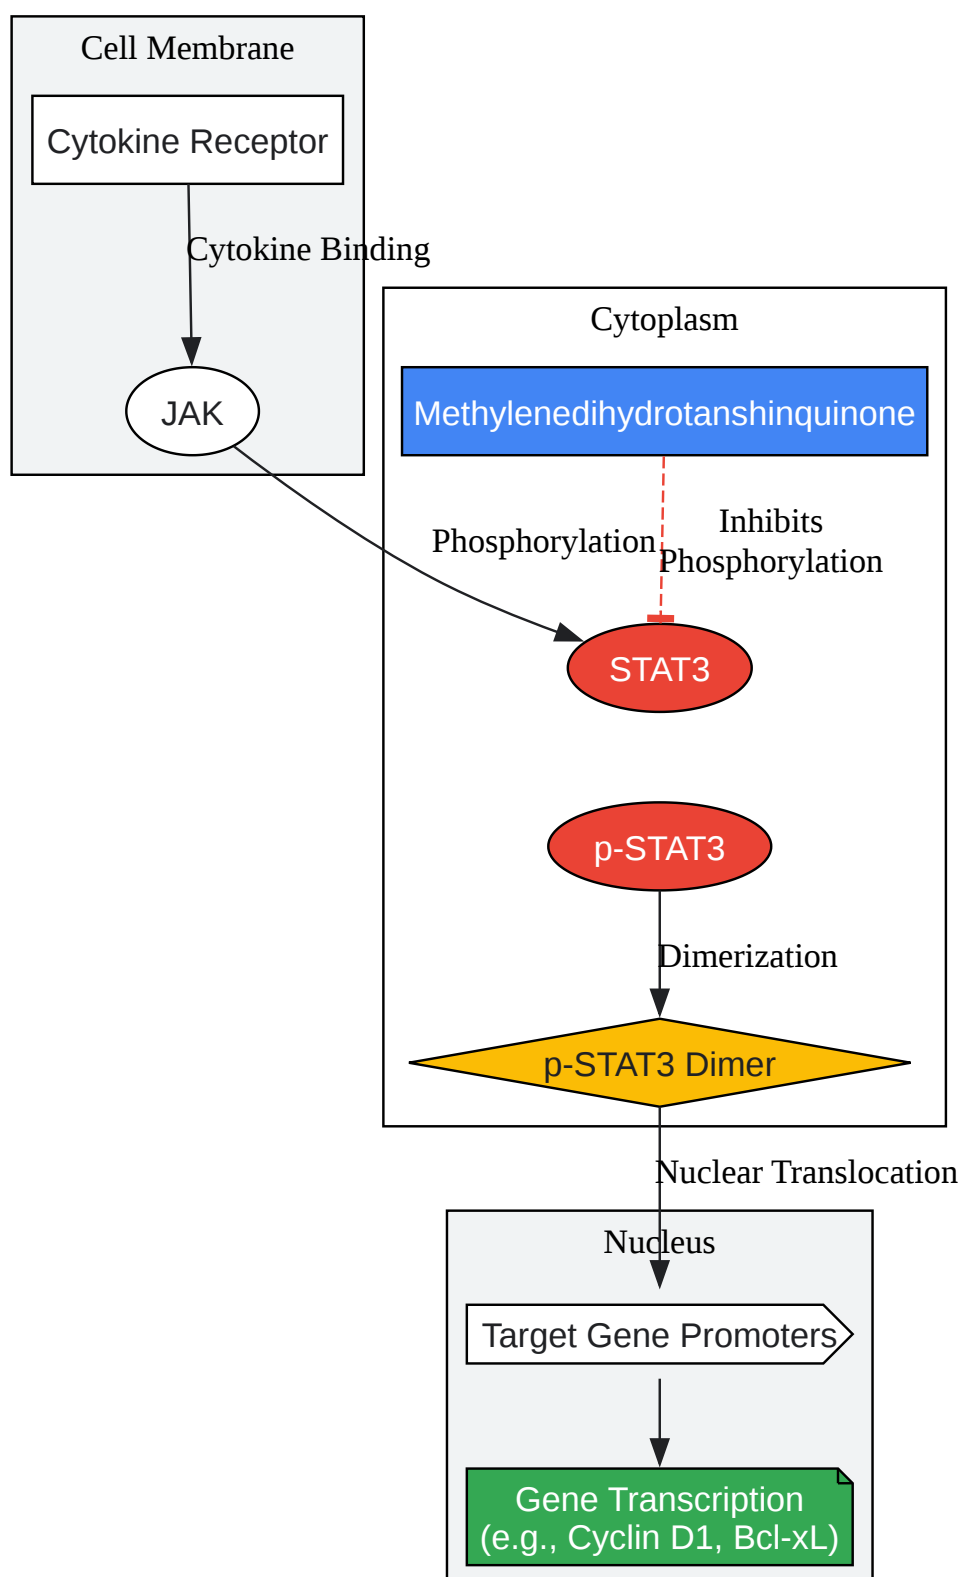 Cell Membrane
Cytokine Receptor
Cytokine Binding
JAK
Cytoplasm
Methylenedihydrotanshinquinone
Phosphorylation
Inhibits
Phosphorylation
STAT3
p-STAT3
Dimerization
p-STAT3 Dimer
Nuclear Translocation
Nucleus
Target Gene Promoters
Gene Transcription
(e.g., Cyclin D1, Bcl-xL)